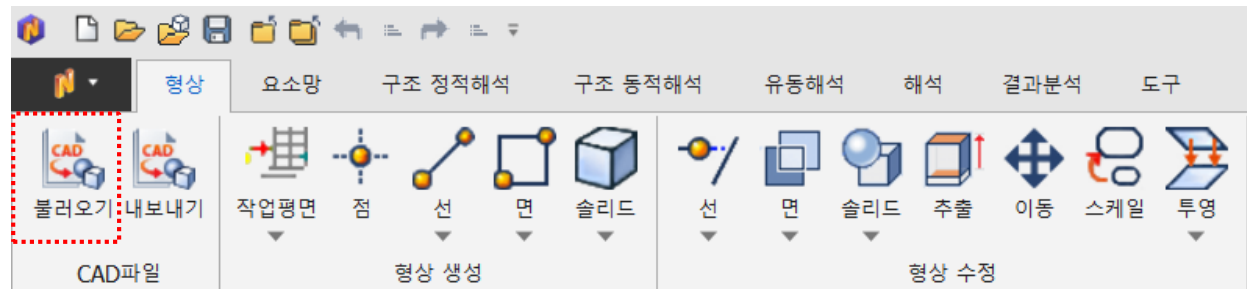 형상 요소망 구조 정적해석 구조 동적해석 유동해석 해석 결과분석 도구
CAD CAD
불러오기 내보내기 작업평면 점 선 면 솔리드 선 면 솔리드 추출 이동 스케일 투영
CAD파일 형상 생성 형상 수정